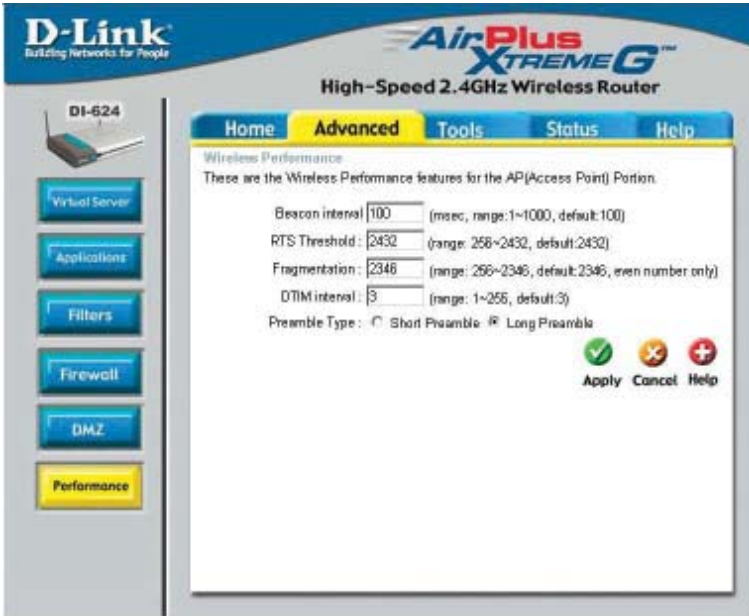 D-Link
Building Networks for People
AirPlus
XTREME G™
High-Speed 2.4GHz Wireless Router
DI-624
Home Advanced Tools Status Help
Virtual Server
Applications
Filters
Firewall
DMZ
Performance
Wireless Performance
These are the Wireless Performance features for the AP(Access Point) Portion.
Beacon interval 100 (msec, range:1~1000, default:100)
RTS Threshold : 2432 (range: 256~2432, default:2432)
Fragmentation : 2346 (range: 256~2346, default:2346, even number only)
DTIM interval : 3 (range: 1~255, default:3)
Preamble Type : Short Preamble Long Preamble
Apply Cancel Help